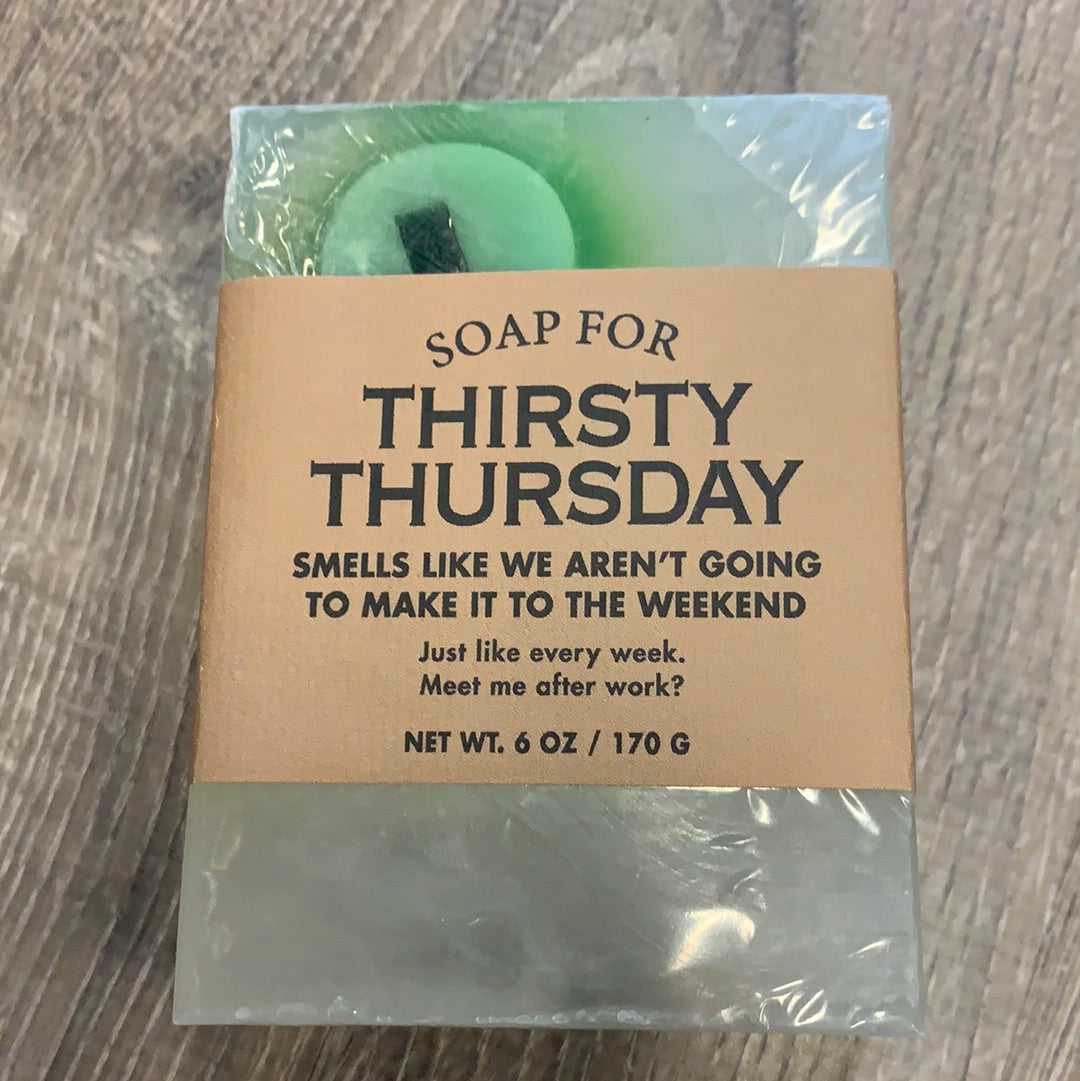 SOAP FOR
THIRSTY
THURSDAY
SMELLS LIKE WE AREN'T GOING
TO MAKE IT TO THE WEEKEND
Just like every week.
Meet me after work?
NET WT. 6 OZ / 170 G